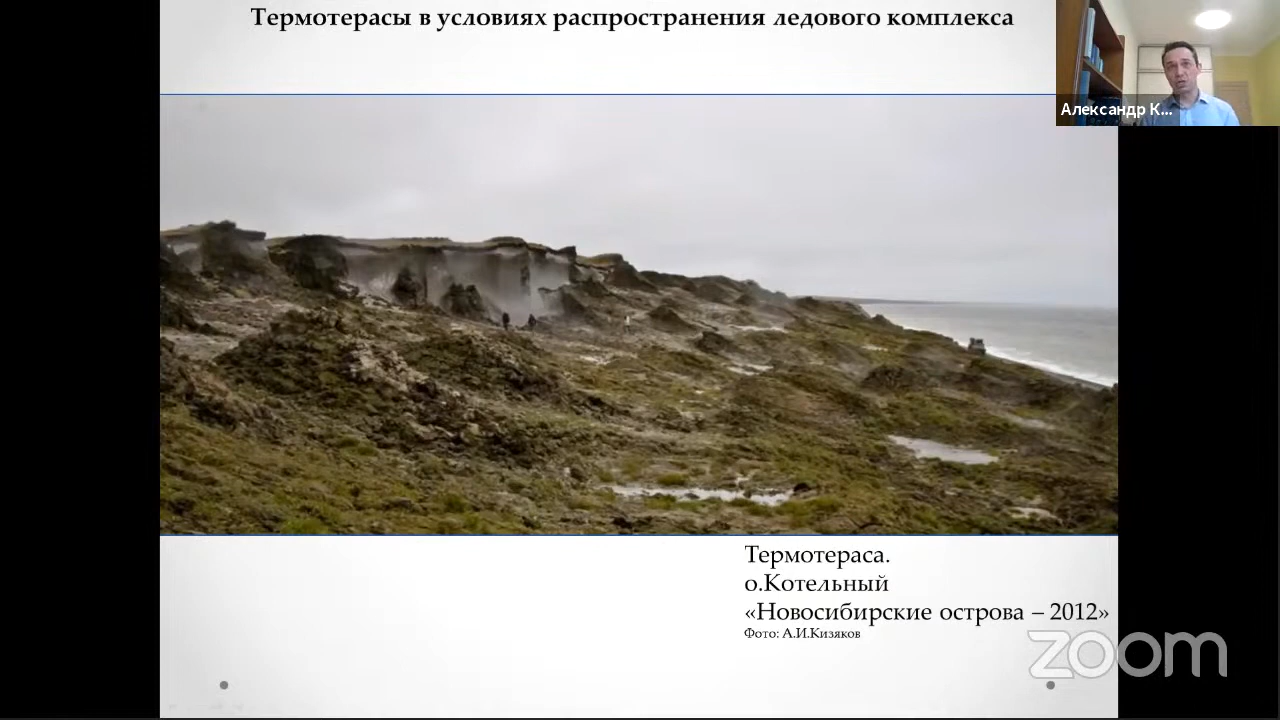 Термотерасы в условиях распространения ледового комплекса
Александр К...
Термотераса.
о.Котельный
«Новосибирские острова – 2012»
Фото: А.И.Кизяков
zoom